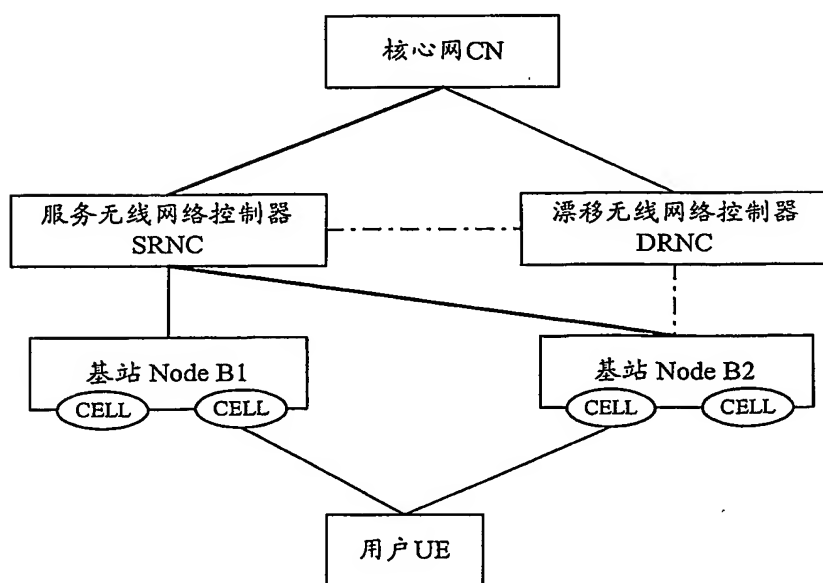 核心网CN
服务无线网络控制器
SRNC
漂移无线网络控制器
DRNC
基站 Node B1
CELL
CELL
基站 Node B2
CELL
CELL
用户UE